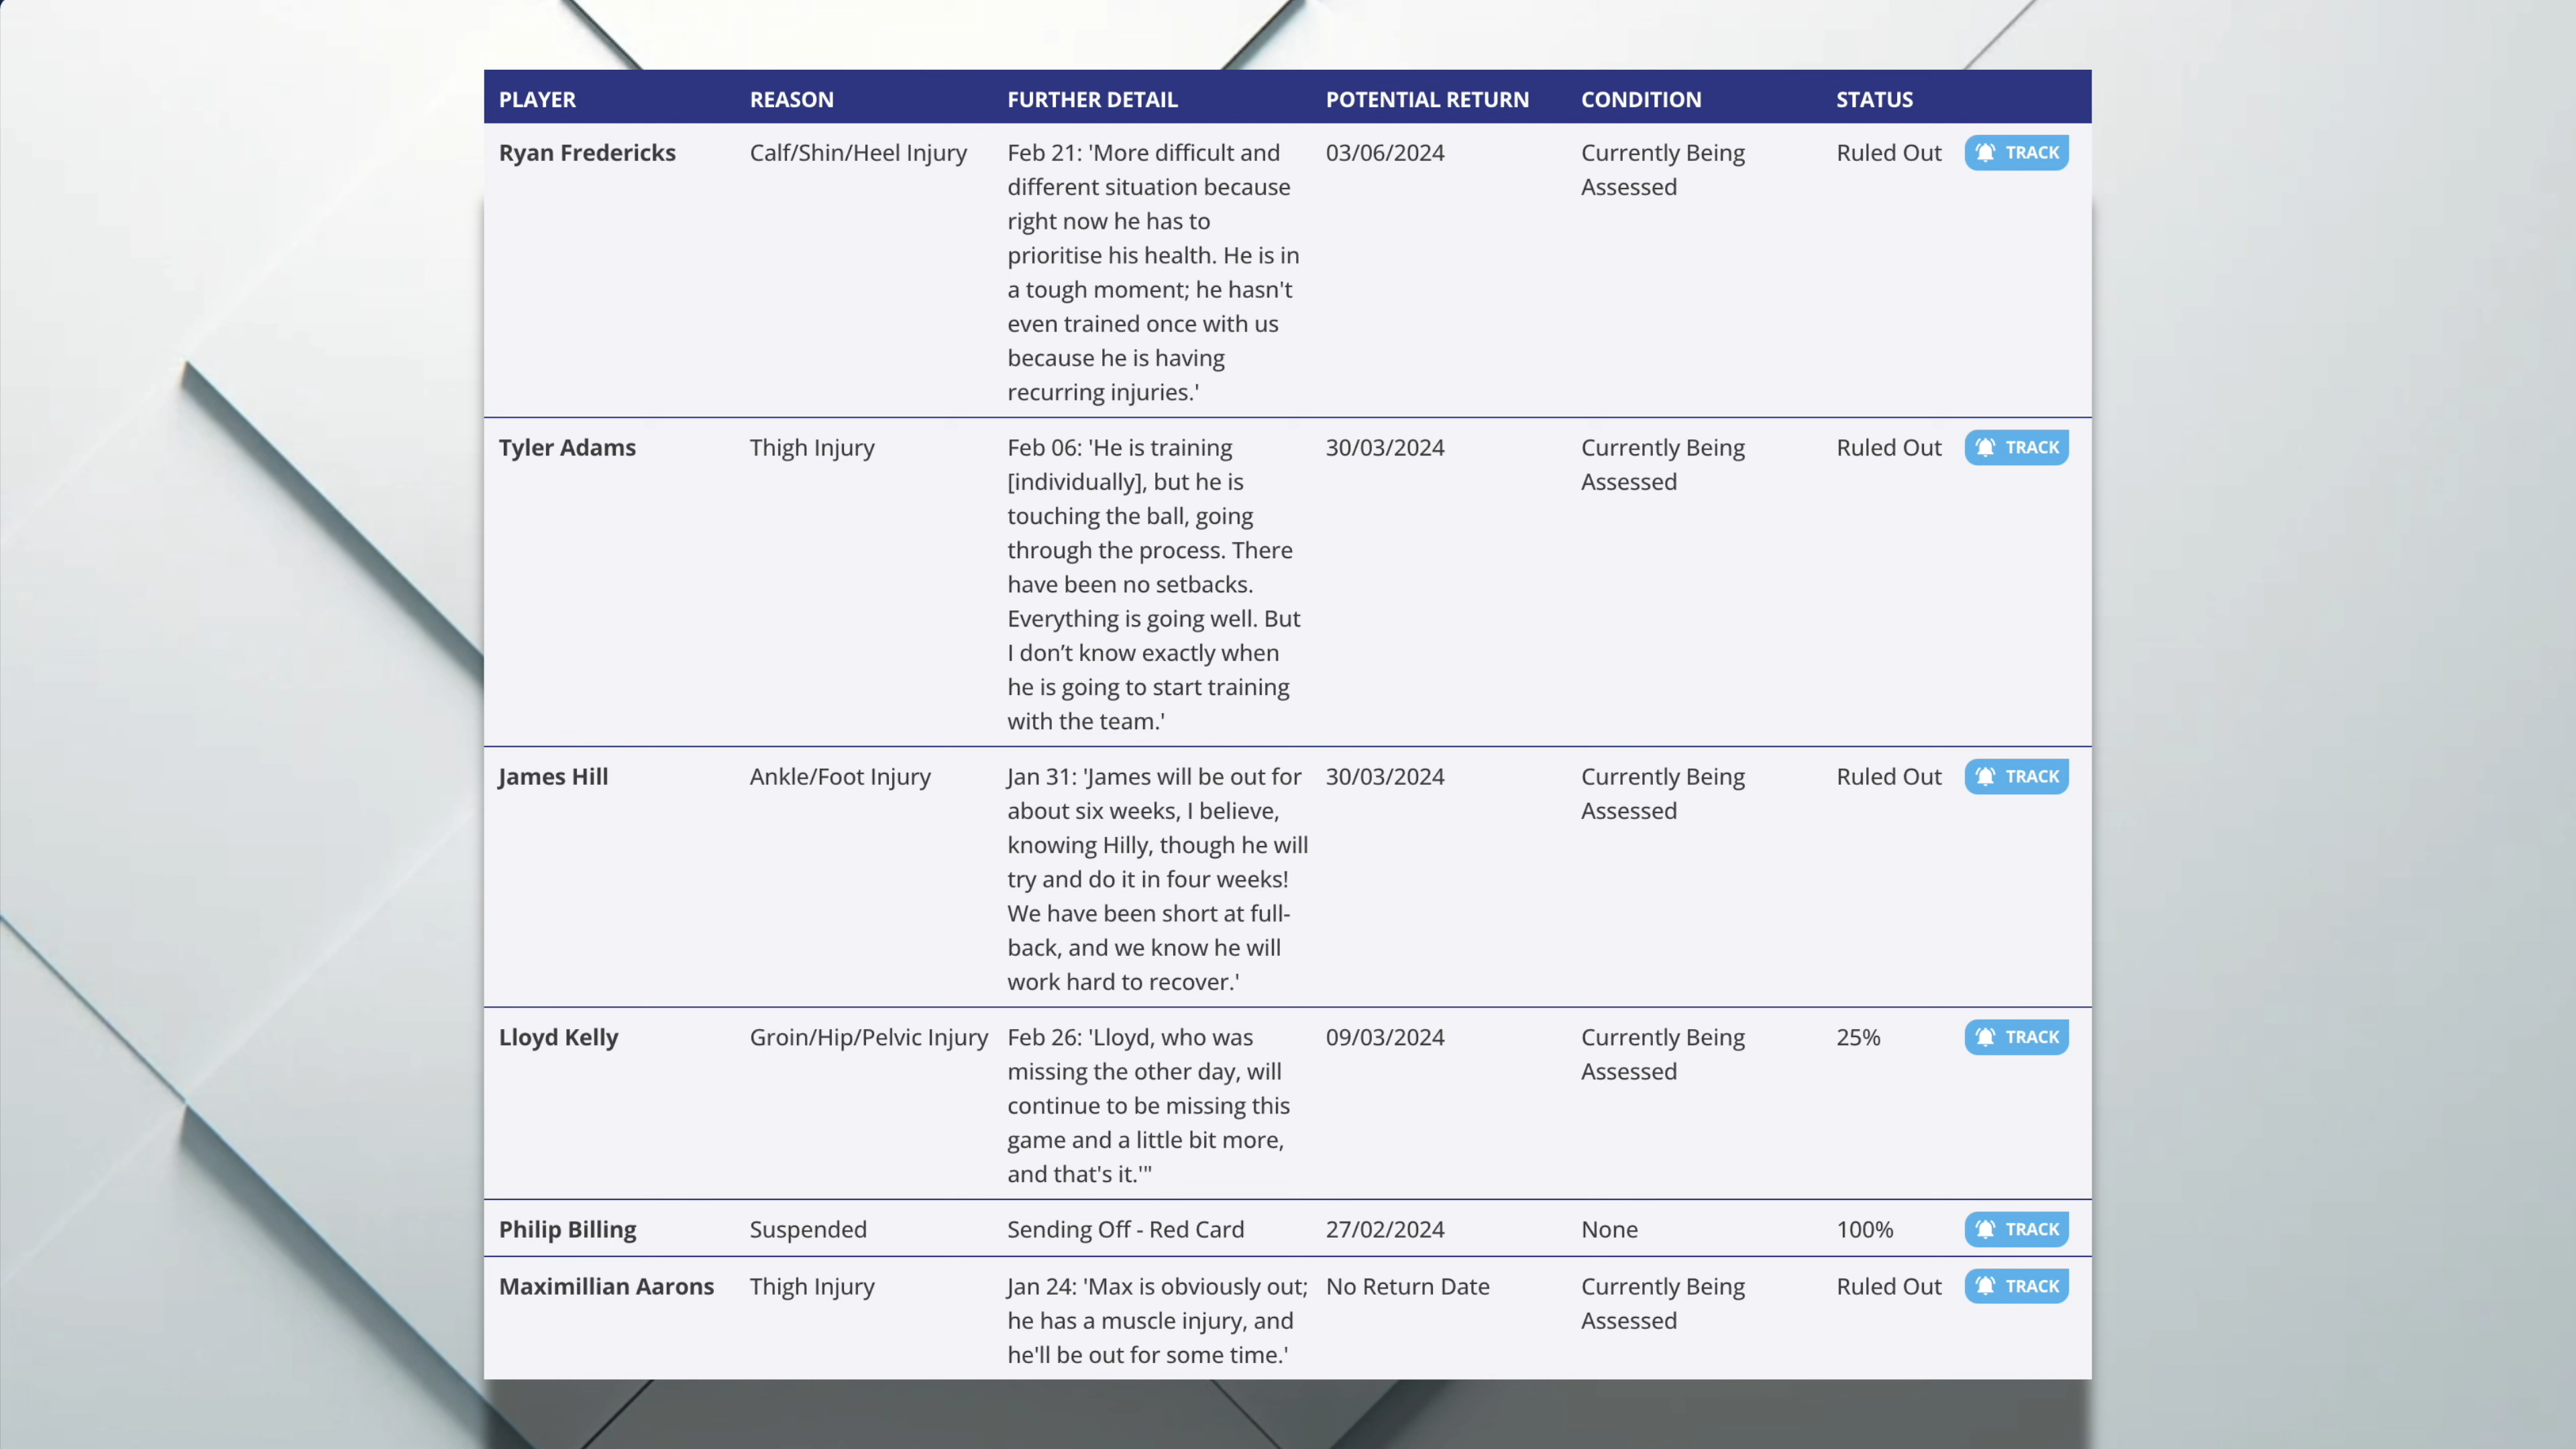 PLAYER REASON FURTHER DETAIL POTENTIAL RETURN CONDITION STATUS
Ryan Fredericks Calf/Shin/Heel Injury Feb 21: 'More difficult and 03/06/2024 Currently Being Ruled Out TRACK
different situation because Assessed
right now he has to
prioritise his health. He is in
a tough moment; he hasn't
even trained once with us
because he is having
recurring injuries.'
Tyler Adams Thigh Injury Feb 06: 'He is training 30/03/2024 Currently Being Ruled Out TRACK
[individually], but he is Assessed
touching the ball, going
through the process. There
have been no setbacks.
Everything is going well. But
I don’t know exactly when
he is going to start training
with the team.'
James Hill Ankle/Foot Injury Jan 31: 'James will be out for 30/03/2024 Currently Being Ruled Out TRACK
about six weeks, I believe, Assessed
knowing Hilly, though he will
try and do it in four weeks!
We have been short at full-
back, and we know he will
work hard to recover.'
Lloyd Kelly Groin/Hip/Pelvic Injury Feb 26: 'Lloyd, who was 09/03/2024 Currently Being 25% TRACK
missing the other day, will Assessed
continue to be missing this
game and a little bit more,
and that's it.'"
Philip Billing Suspended Sending Off - Red Card 27/02/2024 None 100% TRACK
Maximillian Aarons Thigh Injury Jan 24: 'Max is obviously out; No Return Date Currently Being Ruled Out TRACK
he has a muscle injury, and Assessed
he'll be out for some time.'